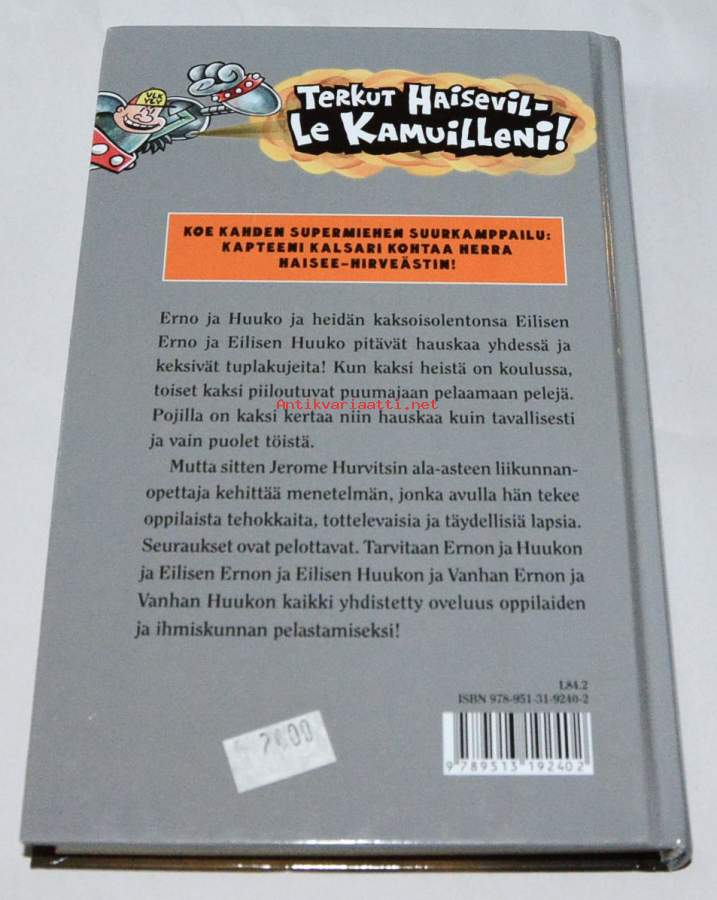 ULK
YLY
TERKUT HAISEVIL-
LE KAMUILLENI!
KOE KAHDEN SUPERMIEHEN SUURKAMPPAILU:
KAPTEENI KALSARI KOHTAA HERRA
HAISEE-HIRVEÄSTIN!
Erno ja Huuko ja heidän kaksoisolentonsa Eilisen
Erno ja Eilisen Huuko pitävät hauskaa yhdessä ja
keksivät tuplakujeita! Kun kaksi heistä on koulussa,
toiset kaksi piiloutuvat puumajaan pelaamaan pelejä.
Antikvariaatti.net
Pojilla on kaksi kertaa niin hauskaa kuin tavallisesti
ja vain puolet töistä.
Mutta sitten Jerome Hurvitsin ala-asteen liikunnan-
opettaja kehittää menetelmän, jonka avulla hän tekee
oppilaista tehokkaita, tottelevaisia ja täydellisiä lapsia.
Seuraukset ovat pelottavat. Tarvitaan Ernon ja Huukon
ja Eilisen Ernon ja Eilisen Huukon ja Vanhan Ernon ja
Vanhan Huukon kaikki yhdistetty oveluus oppilaiden
ja ihmiskunnan pelastamiseksi!
L84.2
ISBN 978-951-31-9240-2
9 789513 192402